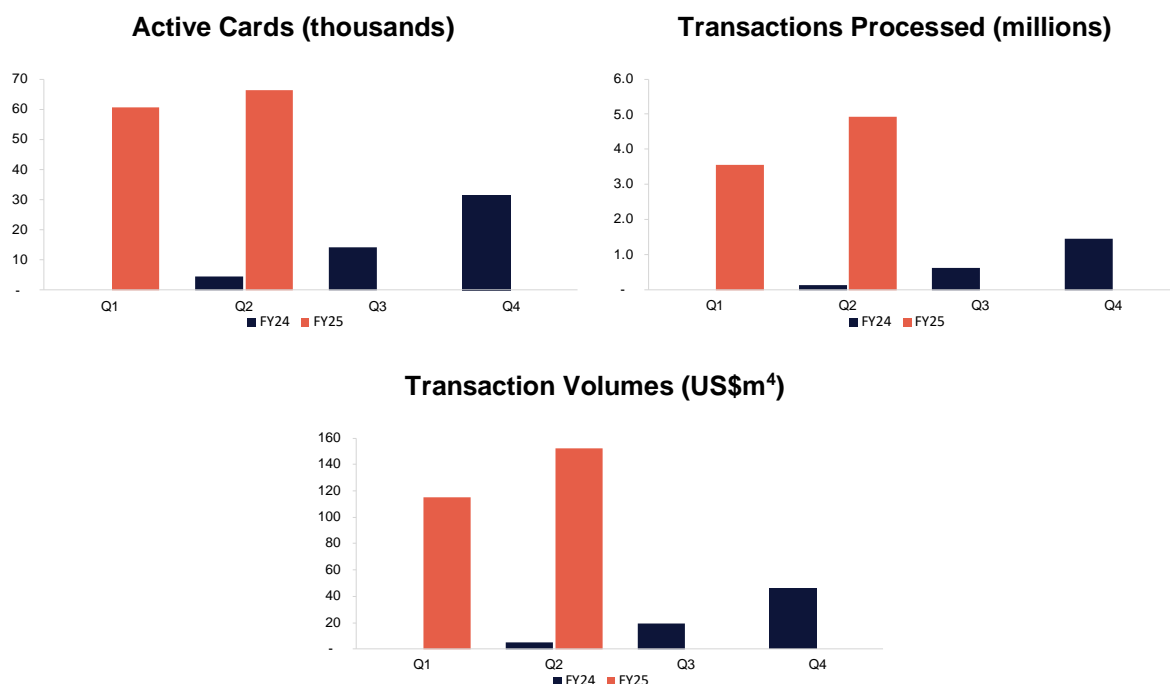 Active Cards (thousands)
70
60
50
40
30
20
10
-
Q1 Q2 Q3 Q4
FY24 FY25
Transactions Processed (millions)
6.0
5.0
4.0
3.0
2.0
1.0
-
Q1 Q2 Q3 Q4
FY24 FY25
Transaction Volumes (US$m⁴)
160
140
120
100
80
60
40
20
-
Q1 Q2 Q3 Q4
FY24 FY25